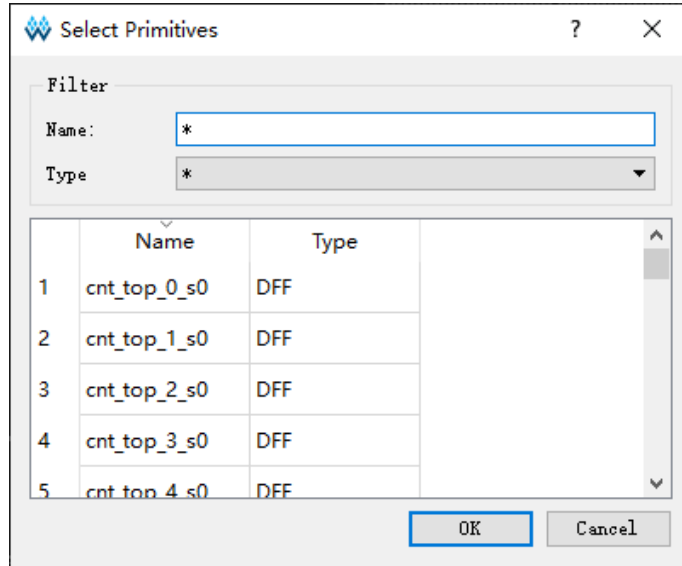 Select Primitives ?
Filter
Name: *
Type *
Name Type
1 cnt_top_0_s0 DFF
2 cnt_top_1_s0 DFF
3 cnt_top_2_s0 DFF
4 cnt_top_3_s0 DFF
5 cnt_top_4_s0 DFF
OK Cancel